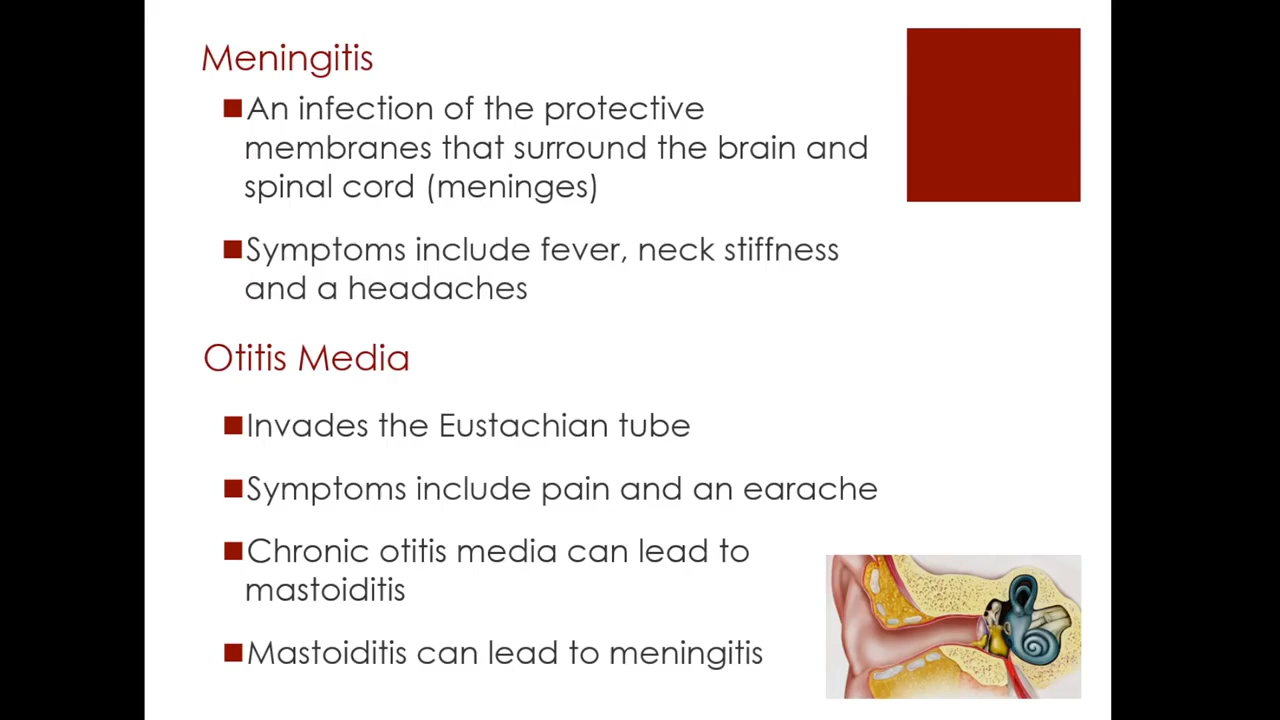 Meningitis
■An infection of the protective
membranes that surround the brain and
spinal cord (meninges)
■Symptoms include fever, neck stiffness
and a headaches
Otitis Media
■Invades the Eustachian tube
■Symptoms include pain and an earache
■Chronic otitis media can lead to
mastoiditis
■Mastoiditis can lead to meningitis